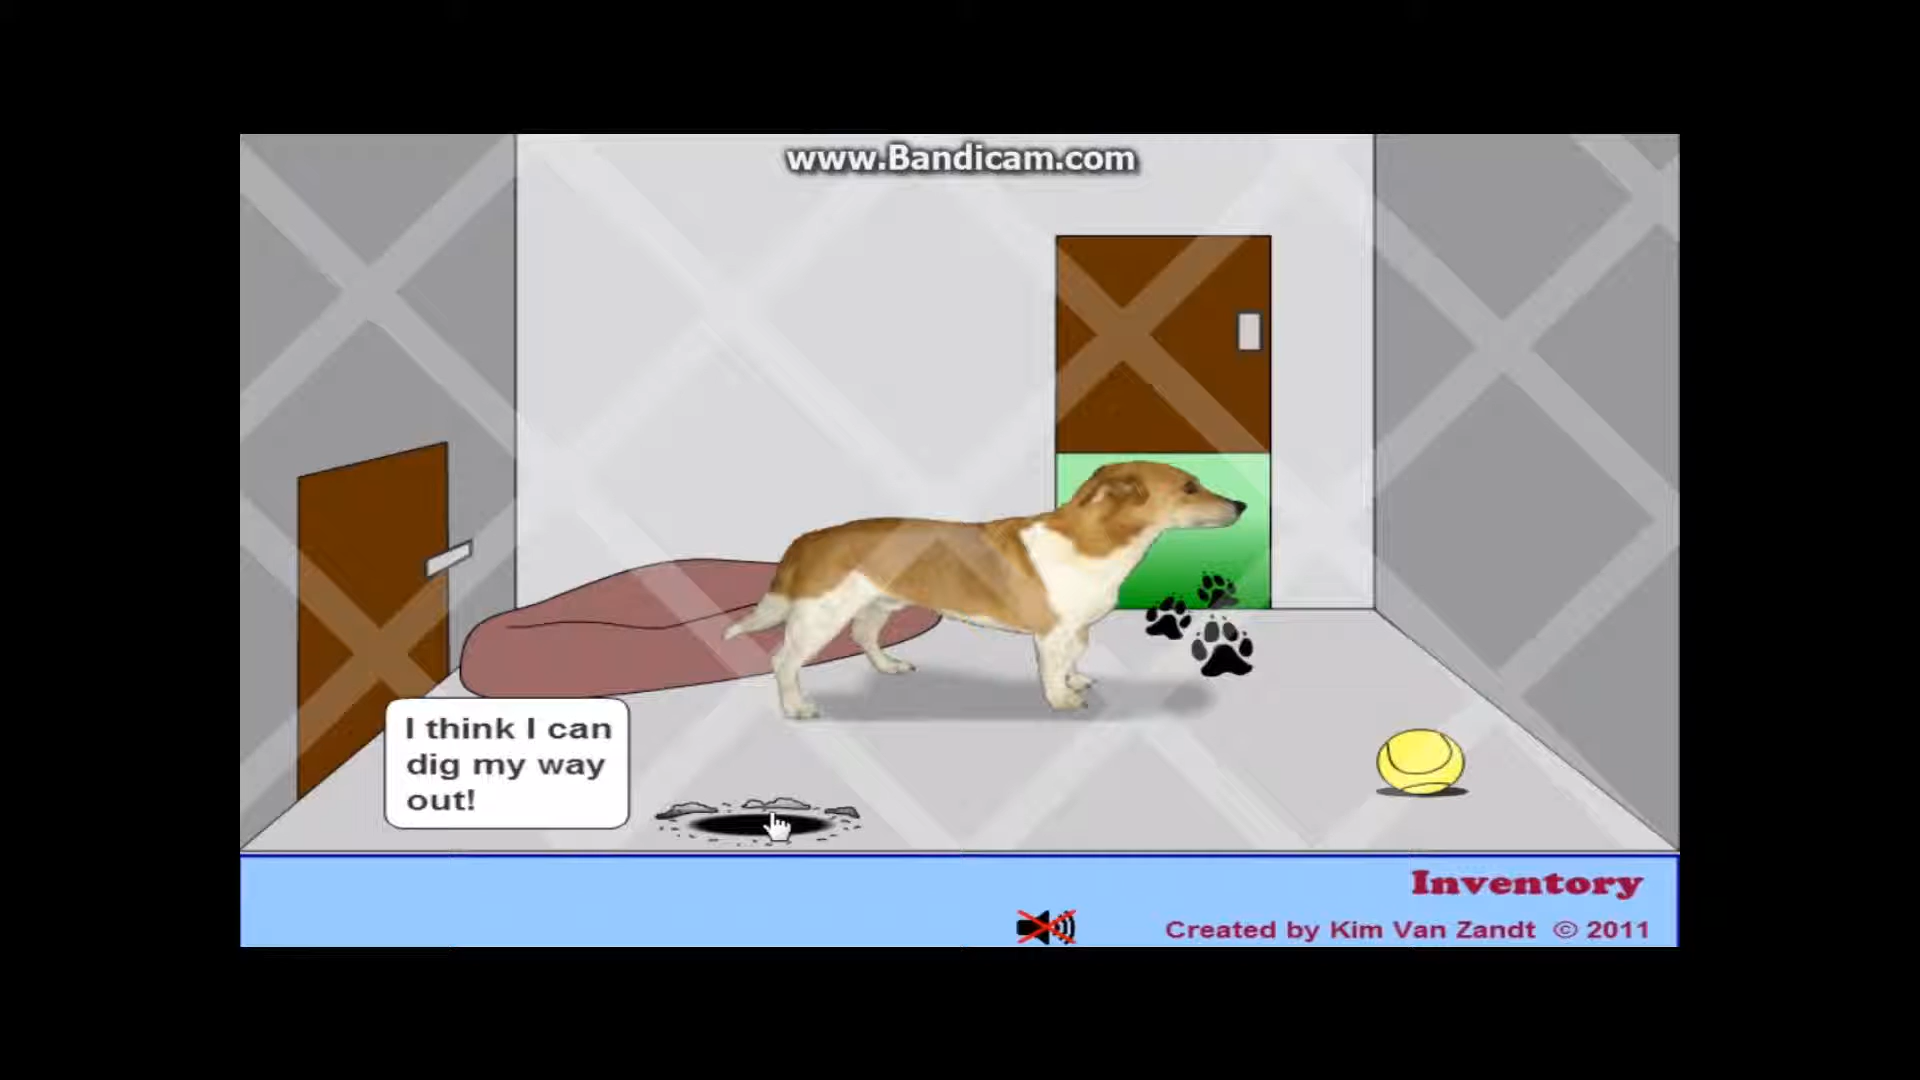 www.Bandicam.com
I think I can
dig my way
out!
Inventory
Created by Kim Van Zandt © 2011